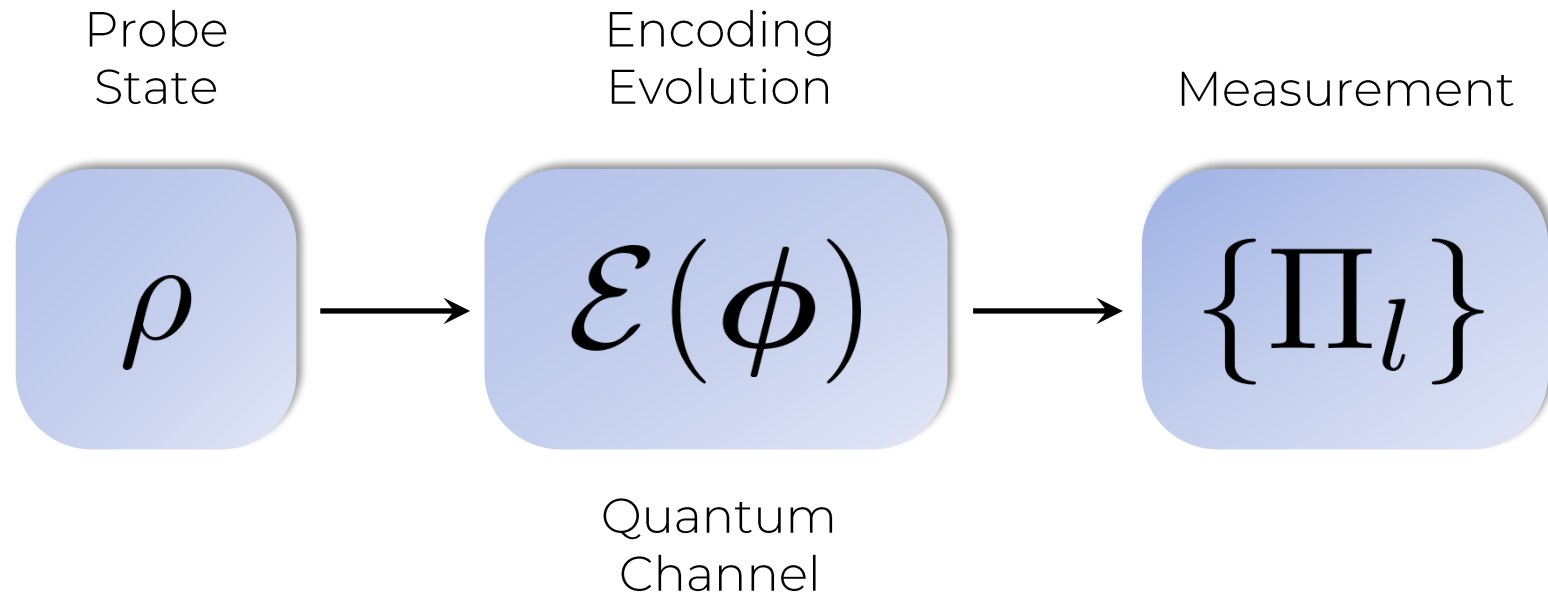 Probe
State
Encoding
Evolution
Measurement
ρ
ℰ(ϕ)
{Π_l}
Quantum
Channel